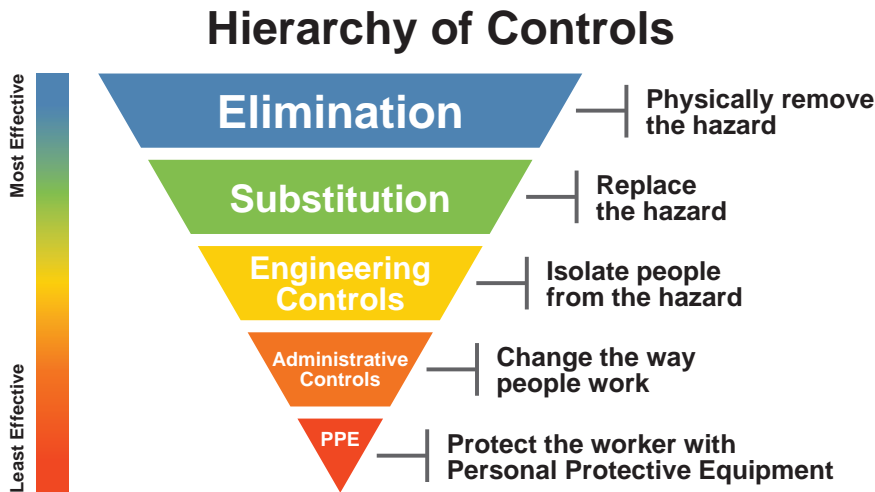 Hierarchy of Controls
Most Effective
Least Effective
Elimination
Physically remove
the hazard
Substitution
Replace
the hazard
Engineering
Controls
Isolate people
from the hazard
Administrative
Controls
Change the way
people work
PPE
Protect the worker with
Personal Protective Equipment